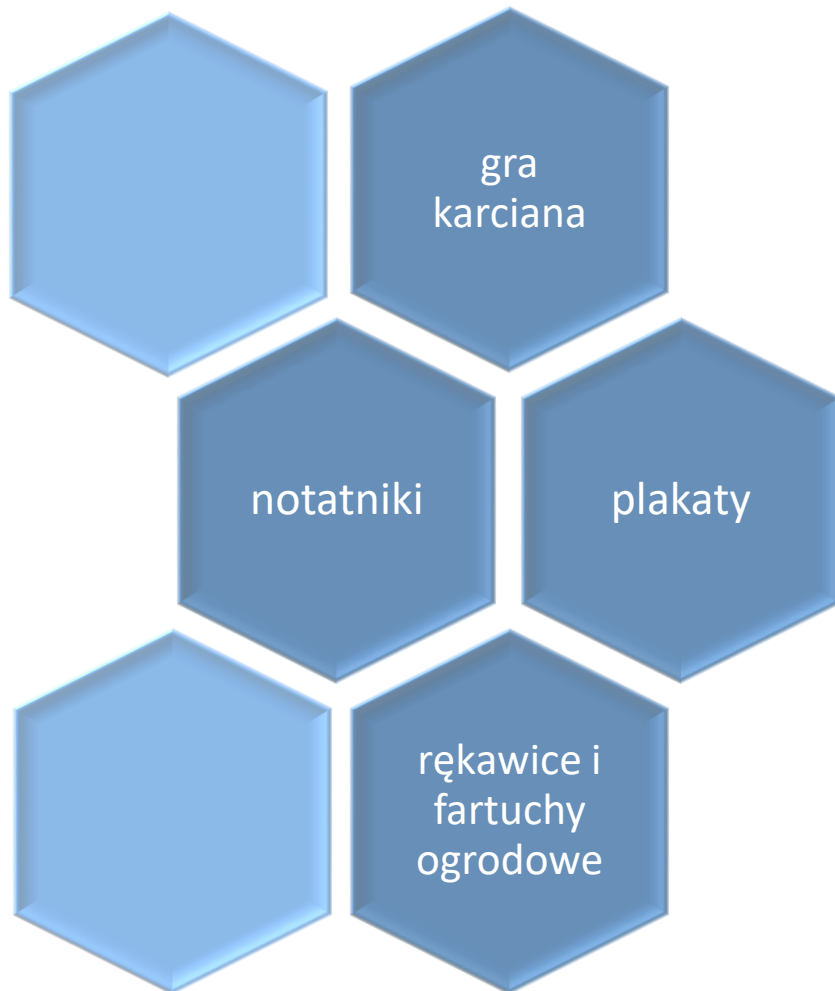 gra
karciana
notatniki
plakaty
rękawice i
fartuchy
ogrodowe